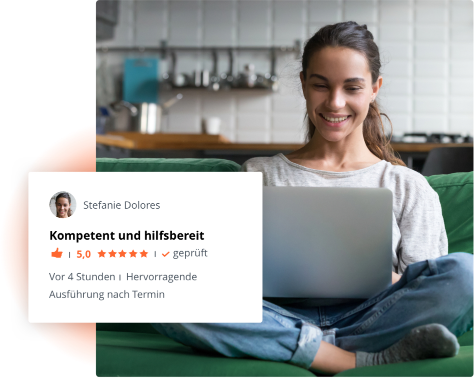 Stefanie Dolores
Kompetent und hilfsbereit
5,0 ★★★★★ ✓ geprüft
Vor 4 Stunden | Hervorragende
Ausführung nach Termin